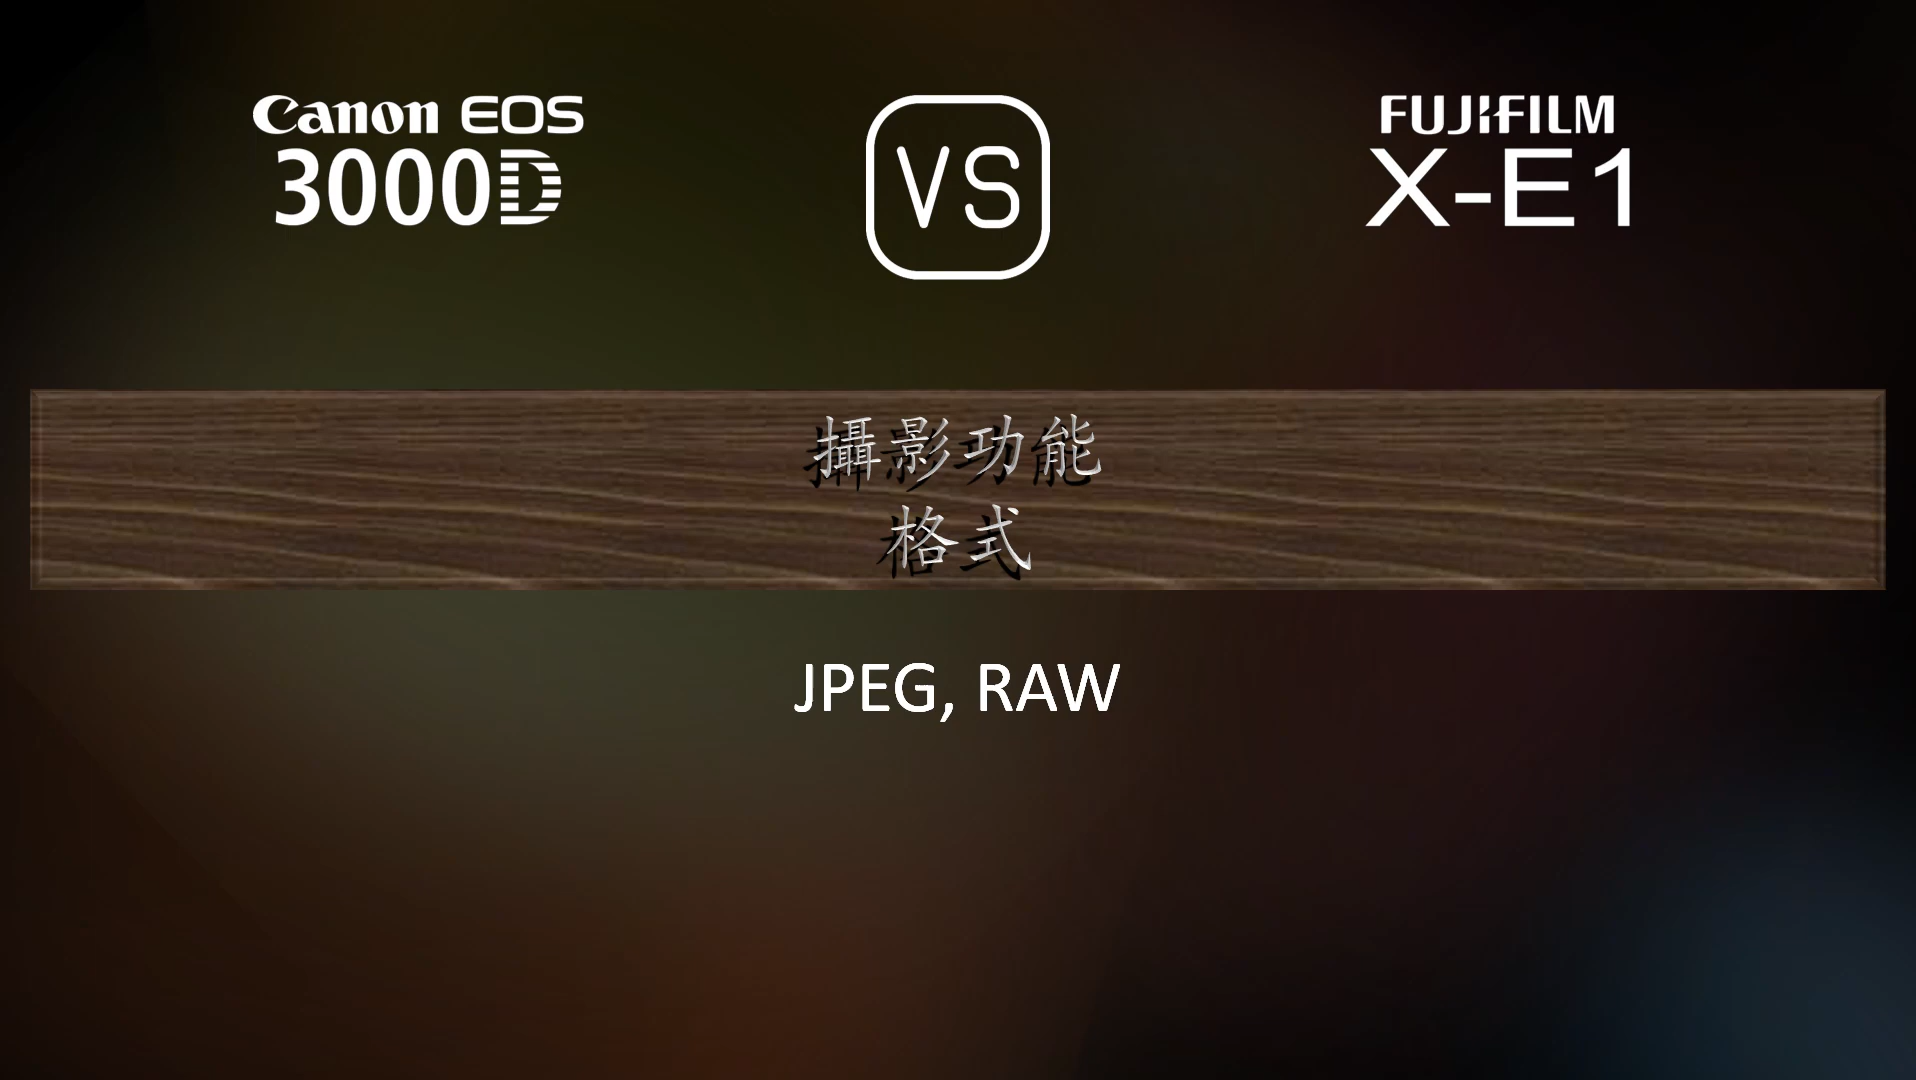 Canon EOS
3000D
VS
FUJIFILM
X-E1
攝影功能
格式
JPEG, RAW